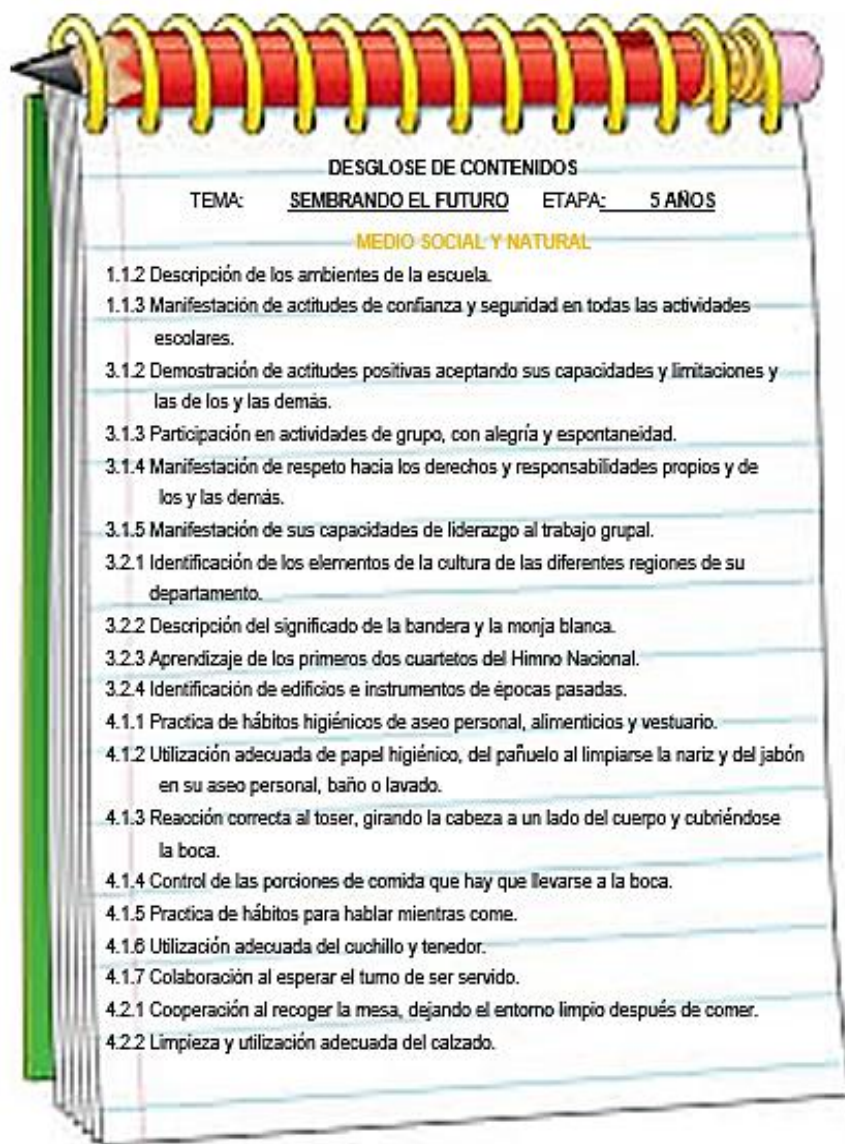 DESGLOSE DE CONTENIDOS
TEMA: SEMBRANDO EL FUTURO ETAPA: 5 AÑOS
MEDIO SOCIAL Y NATURAL
1.1.2 Descripción de los ambientes de la escuela.
1.1.3 Manifestación de actitudes de confianza y seguridad en todas las actividades
escolares.
3.1.2 Demostración de actitudes positivas aceptando sus capacidades y limitaciones y
las de los y las demás.
3.1.3 Participación en actividades de grupo, con alegría y espontaneidad.
3.1.4 Manifestación de respeto hacia los derechos y responsabilidades propios y de
los y las demás.
3.1.5 Manifestación de sus capacidades de liderazgo al trabajo grupal.
3.2.1 Identificación de los elementos de la cultura de las diferentes regiones de su
departamento.
3.2.2 Descripción del significado de la bandera y la monja blanca.
3.2.3 Aprendizaje de los primeros dos cuartetos del Himno Nacional.
3.2.4 Identificación de edificios e instrumentos de épocas pasadas.
4.1.1 Practica de hábitos higiénicos de aseo personal, alimenticios y vestuario.
4.1.2 Utilización adecuada de papel higiénico, del pañuelo al limpiarse la nariz y del jabón
en su aseo personal, baño o lavado.
4.1.3 Reacción correcta al toser, girando la cabeza a un lado del cuerpo y cubriéndose
la boca.
4.1.4 Control de las porciones de comida que hay que llevarse a la boca.
4.1.5 Practica de hábitos para hablar mientras come.
4.1.6 Utilización adecuada del cuchillo y tenedor.
4.1.7 Colaboración al esperar el turno de ser servido.
4.2.1 Cooperación al recoger la mesa, dejando el entorno limpio después de comer.
4.2.2 Limpieza y utilización adecuada del calzado.